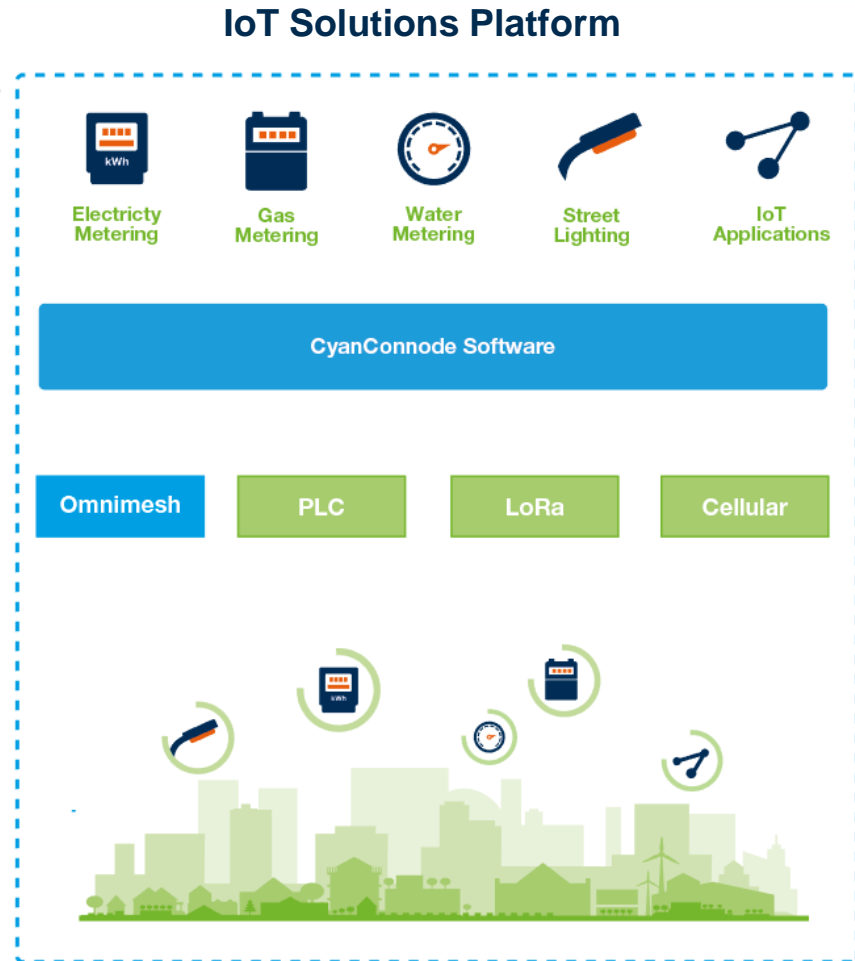 IoT Solutions Platform
kWh
Electricty
Metering
Gas
Metering
Water
Metering
Street
Lighting
IoT
Applications
CyanConnode Software
Omnimesh
PLC
LoRa
Cellular
kWh